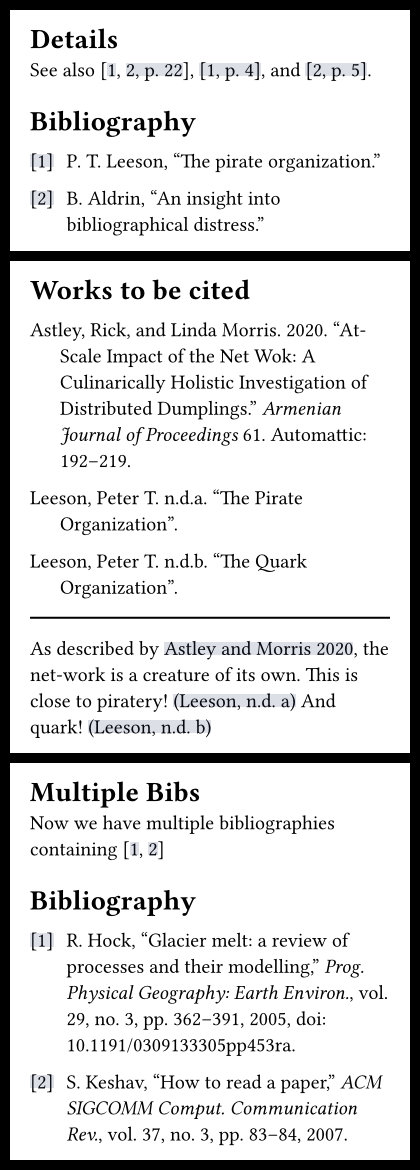 Details
See also [1, 2, p. 22], [1, p. 4], and [2, p. 5].
Bibliography
[1] P. T. Leeson, “The pirate organization.”
[2] B. Aldrin, “An insight into
bibliographical distress.”
Works to be cited
Astley, Rick, and Linda Morris. 2020. “At-
Scale Impact of the Net Wok: A
Culinarically Holistic Investigation of
Distributed Dumplings.” Armenian
Journal of Proceedings 61. Automattic:
192–219.
Leeson, Peter T. n.d.a. “The Pirate
Organization”.
Leeson, Peter T. n.d.b. “The Quark
Organization”.
As described by Astley and Morris 2020, the
net-work is a creature of its own. This is
close to piratery! (Leeson, n.d. a) And
quark! (Leeson, n.d. b)
Multiple Bibs
Now we have multiple bibliographies
containing [1, 2]
Bibliography
[1] R. Hock, “Glacier melt: a review of
processes and their modelling,” Prog.
Physical Geography: Earth Environ., vol.
29, no. 3, pp. 362–391, 2005, doi:
10.1191/0309133305pp453ra.
[2] S. Keshav, “How to read a paper,” ACM
SIGCOMM Comput. Communication
Rev., vol. 37, no. 3, pp. 83–84, 2007.